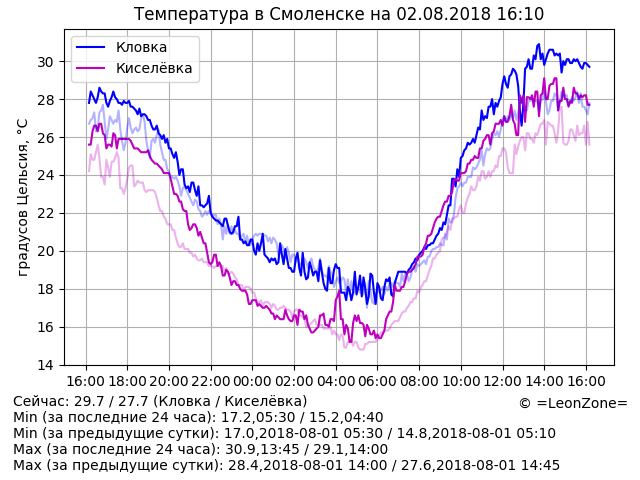 Температура в Смоленске на 02.08.2018 16:10
Кловка
Киселёвка
градусов Цельсия, °C
30
28
26
24
22
20
18
16
14
16:00 18:00 20:00 22:00 00:00 02:00 04:00 06:00 08:00 10:00 12:00 14:00 16:00
Сейчас: 29.7 / 27.7 (Кловка / Киселёвка)
© =LeonZone=
Min (за последние 24 часа): 17.2,05:30 / 15.2,04:40
Min (за предыдущие сутки): 17.0,2018-08-01 05:30 / 14.8,2018-08-01 05:10
Max (за последние 24 часа): 30.9,13:45 / 29.1,14:00
Max (за предыдущие сутки): 28.4,2018-08-01 14:00 / 27.6,2018-08-01 14:45